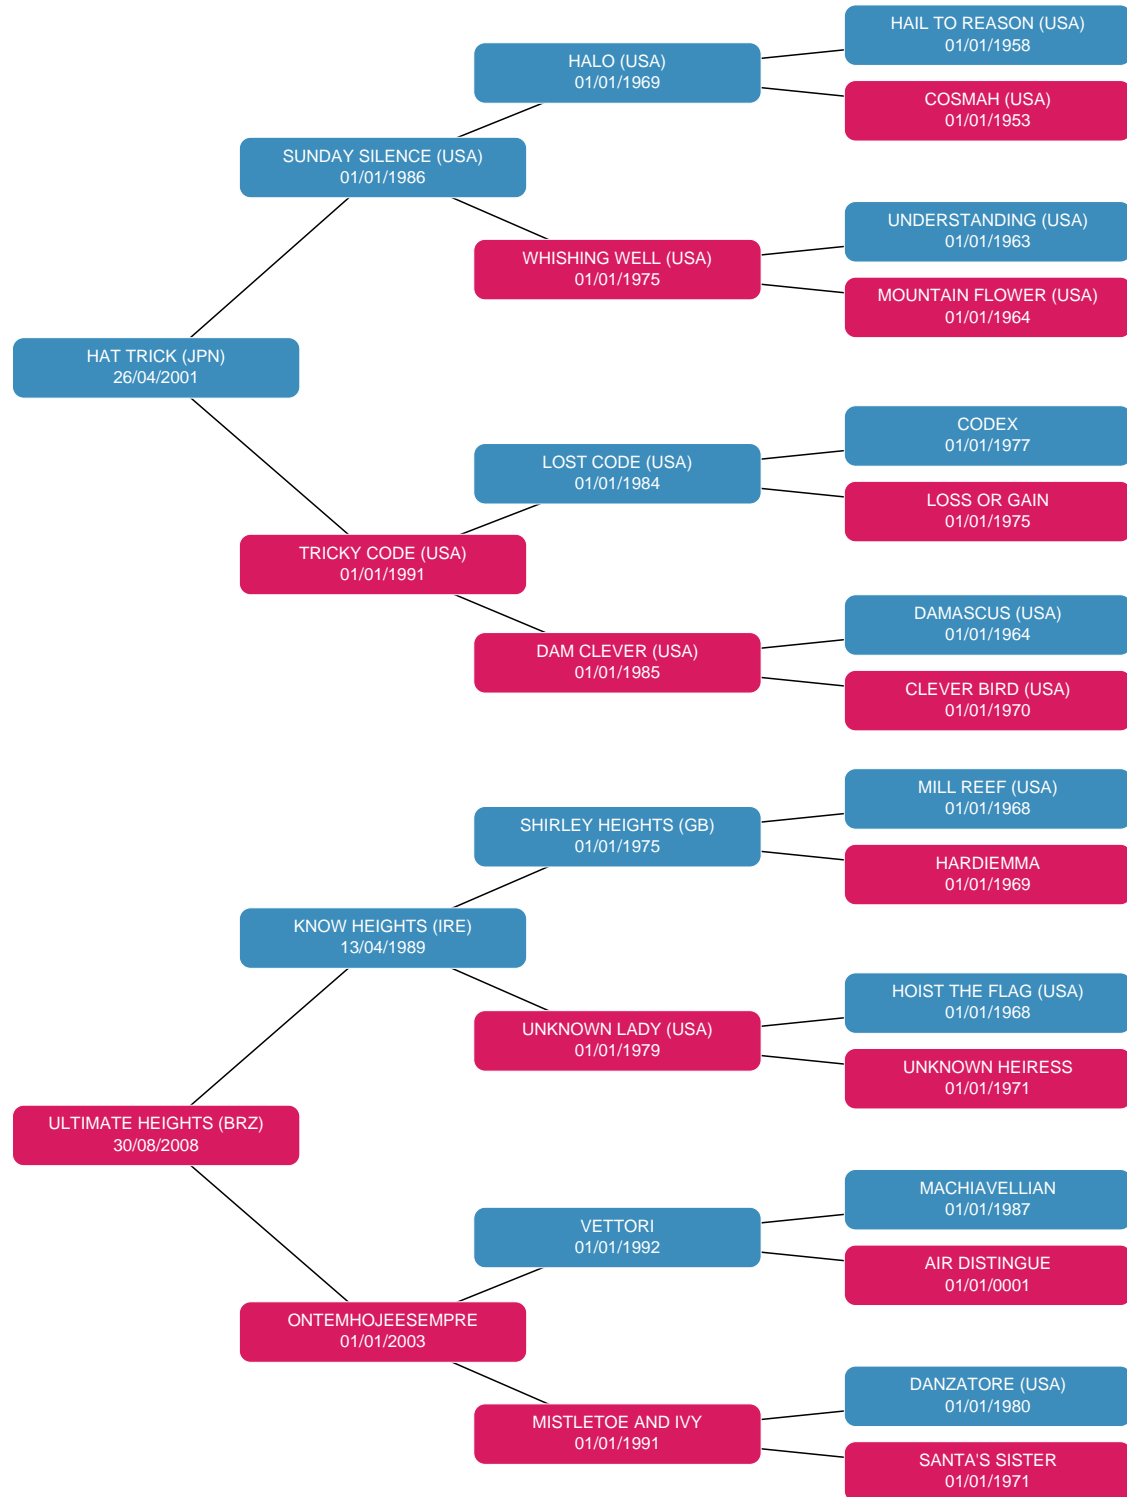 HAIL TO REASON (USA)
01/01/1958
HALO (USA)
01/01/1969
COSMAH (USA)
01/01/1953
SUNDAY SILENCE (USA)
01/01/1986
UNDERSTANDING (USA)
01/01/1963
WHISHING WELL (USA)
01/01/1975
MOUNTAIN FLOWER (USA)
01/01/1964
HAT TRICK (JPN)
26/04/2001
CODEX
01/01/1977
LOST CODE (USA)
01/01/1984
LOSS OR GAIN
01/01/1975
TRICKY CODE (USA)
01/01/1991
DAMASCUS (USA)
01/01/1964
DAM CLEVER (USA)
01/01/1985
CLEVER BIRD (USA)
01/01/1970
MILL REEF (USA)
01/01/1968
SHIRLEY HEIGHTS (GB)
01/01/1975
HARDIEMMA
01/01/1969
KNOW HEIGHTS (IRE)
13/04/1989
HOIST THE FLAG (USA)
01/01/1968
UNKNOWN LADY (USA)
01/01/1979
UNKNOWN HEIRESS
01/01/1971
ULTIMATE HEIGHTS (BRZ)
30/08/2008
MACHIAVELLIAN
01/01/1987
VETTORI
01/01/1992
AIR DISTINGUE
01/01/0001
ONTEMHOJEESEMPRE
01/01/2003
DANZATORE (USA)
01/01/1980
MISTLETOE AND IVY
01/01/1991
SANTA'S SISTER
01/01/1971